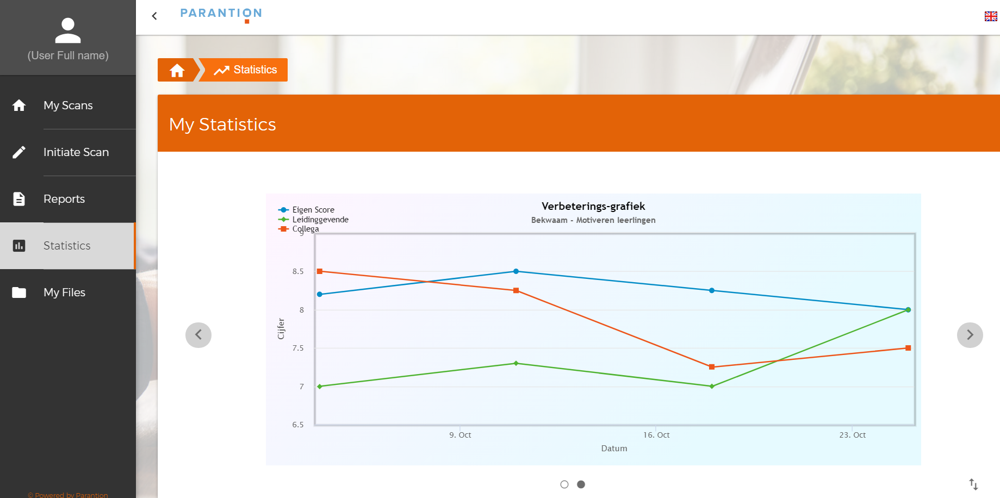 (User Full name)
My Scans
Initiate Scan
Reports
Statistics
My Files
© Powered by Parantion
PARANTION
Statistics
My Statistics
Verbeterings-grafiek
Bekwaam - Motiveren leerlingen
Eigen Score
Leidinggevende
Collega
9
8.5
8
7.5
7
6.5
Cijfer
9. Oct
16. Oct
23. Oct
Datum